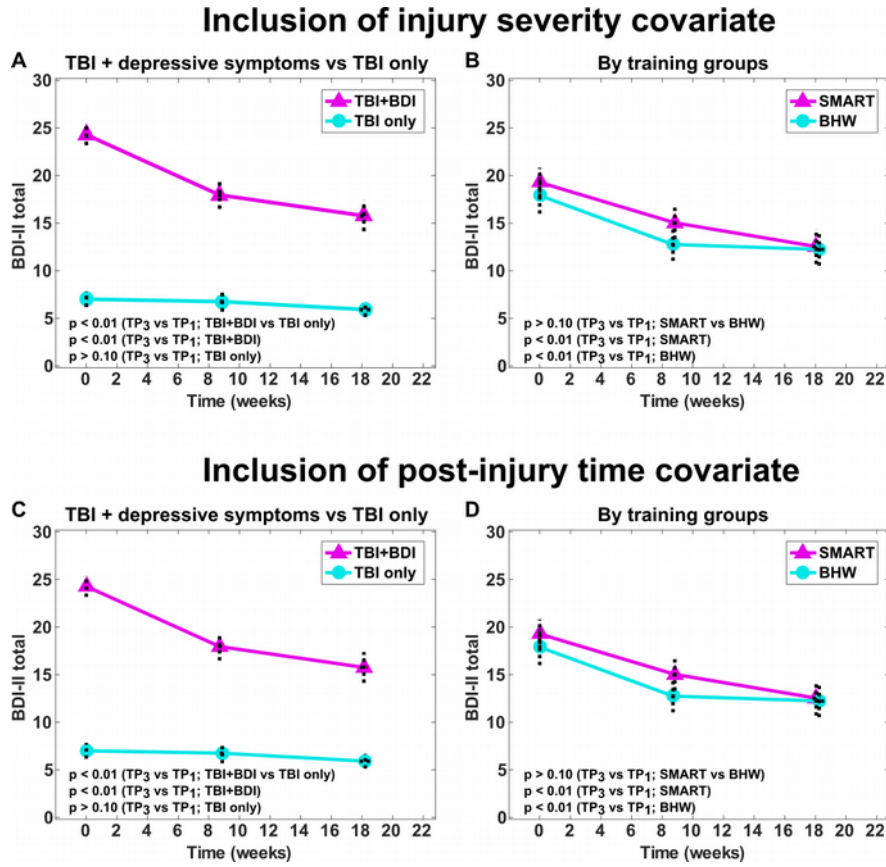 Inclusion of injury severity covariate
A
TBI + depressive symptoms vs TBI only
30
25
20
15
10
5
0
BDI-II total
TBI+BDI
TBI only
p < 0.01 (TP3 vs TP1; TBI+BDI vs TBI only)
p < 0.01 (TP3 vs TP1; TBI+BDI)
p > 0.10 (TP3 vs TP1; TBI only)
0 2 4 6 8 10 12 14 16 18 20 22
Time (weeks)
B
By training groups
30
25
20
15
10
5
0
BDI-II total
SMART
BHW
p > 0.10 (TP3 vs TP1; SMART vs BHW)
p < 0.01 (TP3 vs TP1; SMART)
p < 0.01 (TP3 vs TP1; BHW)
0 2 4 6 8 10 12 14 16 18 20 22
Time (weeks)
Inclusion of post-injury time covariate
C
TBI + depressive symptoms vs TBI only
30
25
20
15
10
5
0
BDI-II total
TBI+BDI
TBI only
p < 0.01 (TP3 vs TP1; TBI+BDI vs TBI only)
p < 0.01 (TP3 vs TP1; TBI+BDI)
p > 0.10 (TP3 vs TP1; TBI only)
0 2 4 6 8 10 12 14 16 18 20 22
Time (weeks)
D
By training groups
30
25
20
15
10
5
0
BDI-II total
SMART
BHW
p > 0.10 (TP3 vs TP1; SMART vs BHW)
p < 0.01 (TP3 vs TP1; SMART)
p < 0.01 (TP3 vs TP1; BHW)
0 2 4 6 8 10 12 14 16 18 20 22
Time (weeks)